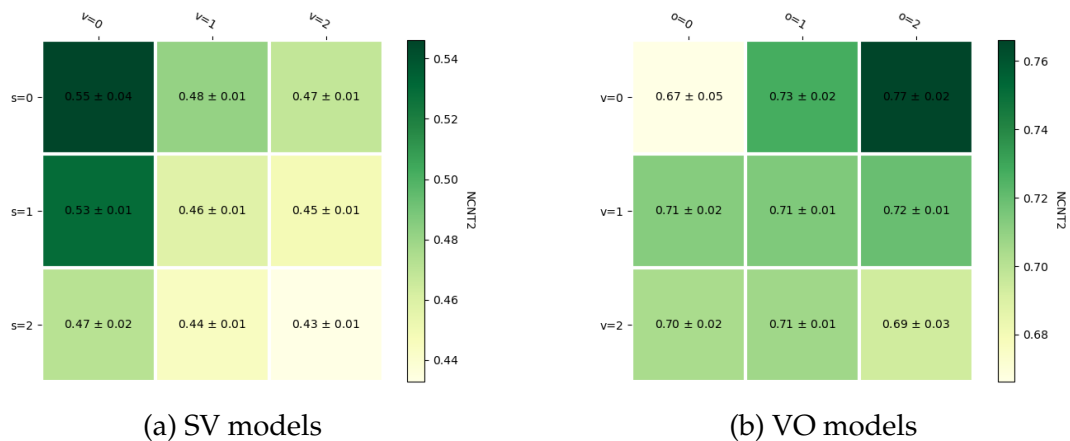 v=0 v=1 v=2
s=0 0.55 ± 0.04 0.48 ± 0.01 0.47 ± 0.01
s=1 0.53 ± 0.01 0.46 ± 0.01 0.45 ± 0.01
s=2 0.47 ± 0.02 0.44 ± 0.01 0.43 ± 0.01
0.54
0.52
0.50
0.48
0.46
0.44
NCNT2
(a) SV models
o=0 o=1 o=2
v=0 0.67 ± 0.05 0.73 ± 0.02 0.77 ± 0.02
v=1 0.71 ± 0.02 0.71 ± 0.01 0.72 ± 0.01
v=2 0.70 ± 0.02 0.71 ± 0.01 0.69 ± 0.03
0.76
0.74
0.72
0.70
0.68
NCNT2
(b) VO models